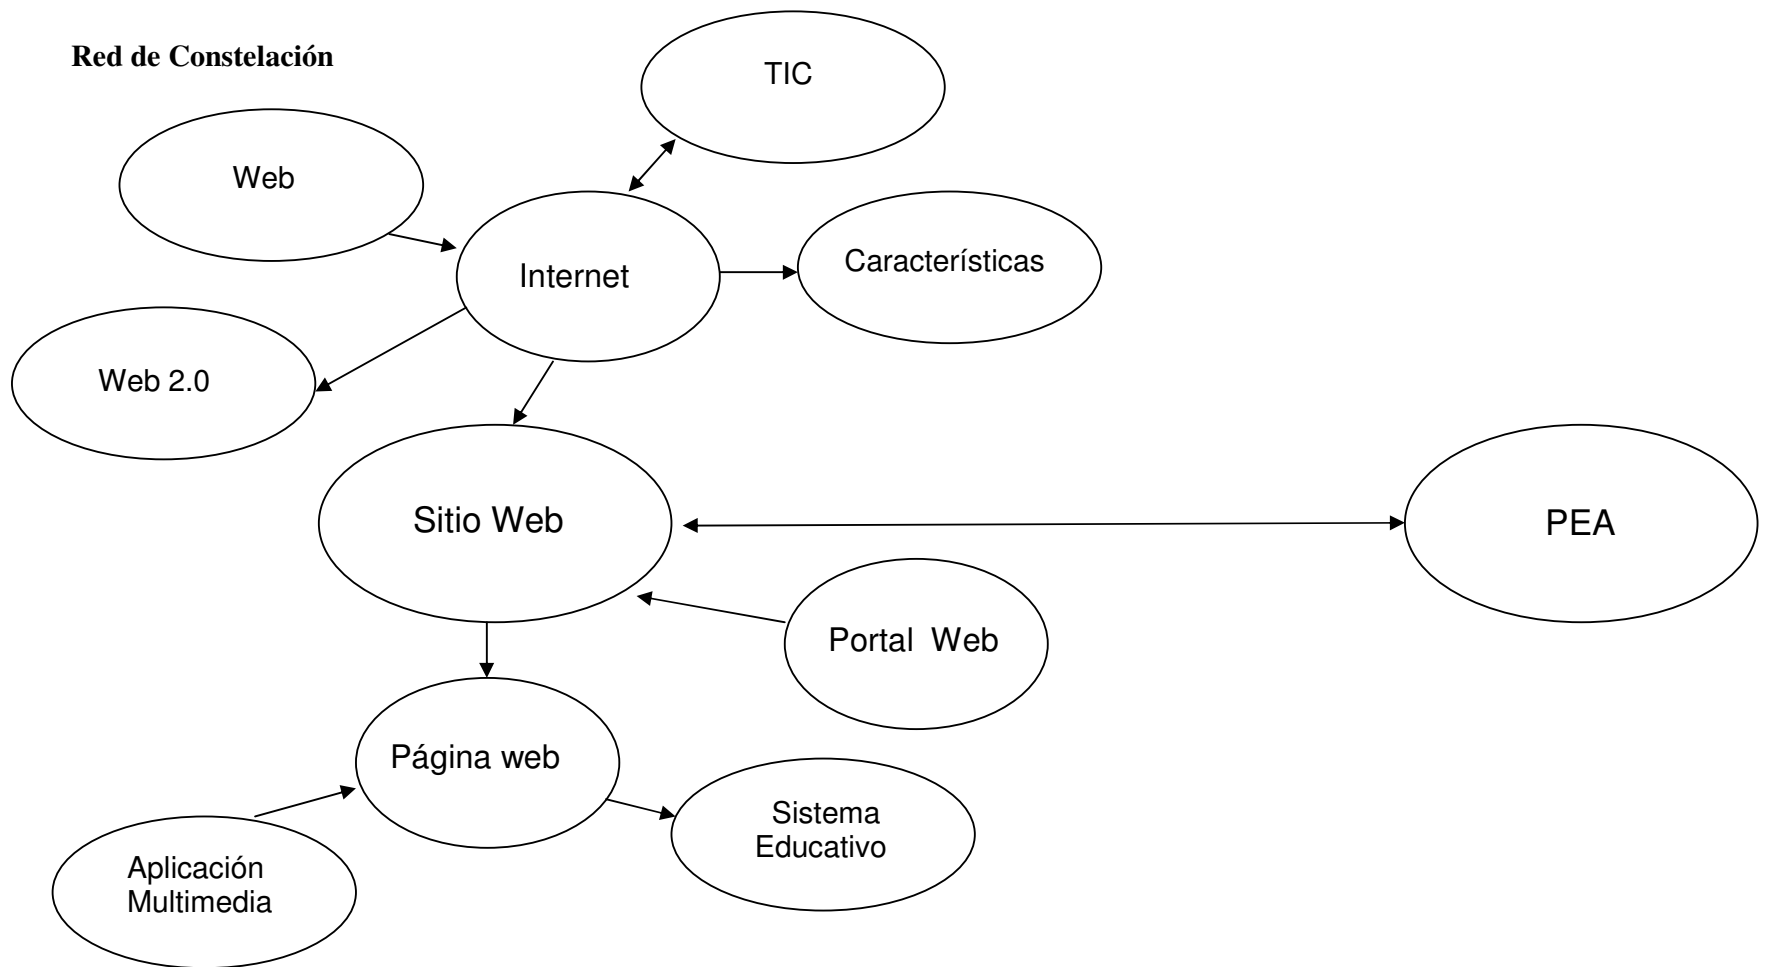 Red de Constelación
TIC
Web
Internet
Características
Web 2.0
Sitio Web
PEA
Portal  Web
Página web
Sistema
Educativo
Aplicación
Multimedia